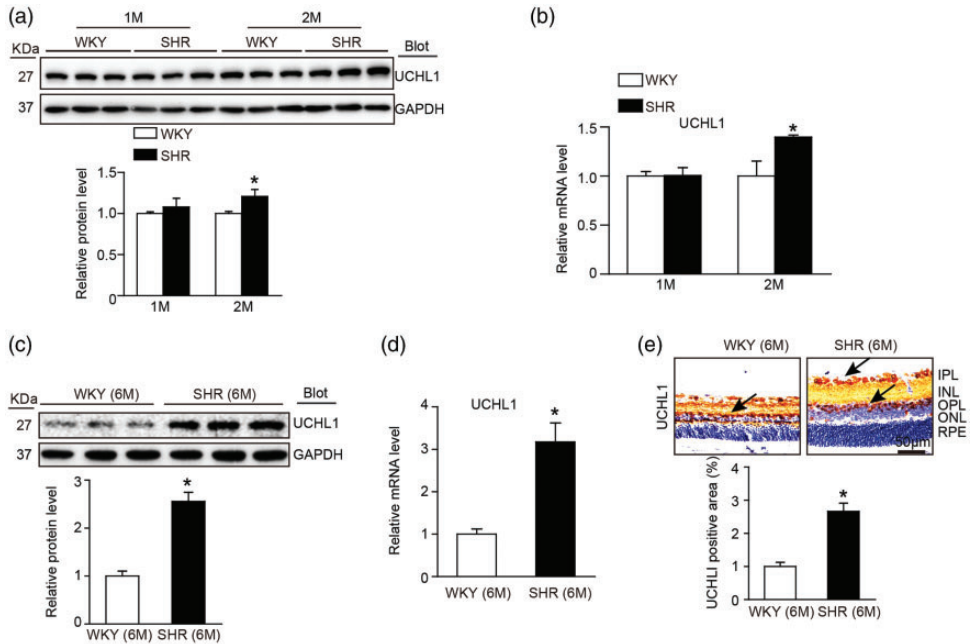 (a)
1M 2M
KDa WKY SHR WKY SHR Blot
27 UCHL1
37 GAPDH
WKY
SHR
Relative protein level
1.5
1.0
0.5
0
*
1M 2M
(b)
WKY
SHR
UCHL1
Relative mRNA level
1.5
1.0
0.5
0
*
1M 2M
(c)
KDa WKY (6M) SHR (6M) Blot
27 UCHL1
37 GAPDH
Relative protein level
3
2
1
0
*
WKY (6M) SHR (6M)
(d)
UCHL1
Relative mRNA level
4
3
2
1
0
*
WKY (6M) SHR (6M)
(e)
WKY (6M) SHR (6M)
UCHL1
IPL
INL
OPL
ONL
RPE
50μm
UCHLI positive area (%)
4
3
2
1
0
*
WKY (6M) SHR (6M)